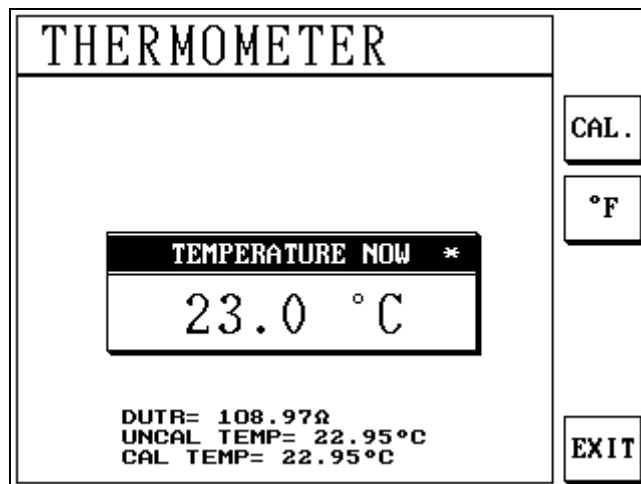 THERMOMETER
CAL.
°F
TEMPERATURE NOW *
23.0 °C
DUTR= 108.97Ω
UNCAL TEMP= 22.95°C
CAL TEMP= 22.95°C
EXIT